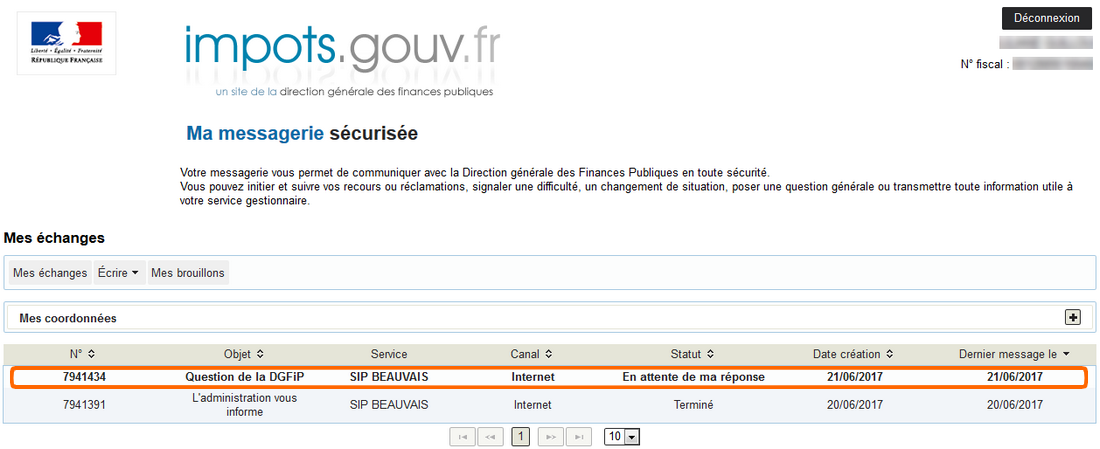 Déconnexion
Liberté • Égalité • Fraternité
RÉPUBLIQUE FRANÇAISE
impots.gouv.fr
N° fiscal :
un site de la direction générale des finances publiques
Ma messagerie sécurisée
Votre messagerie vous permet de communiquer avec la Direction générale des Finances Publiques en toute sécurité.
Vous pouvez initier et suivre vos recours ou réclamations, signaler une difficulté, un changement de situation, poser une question générale ou transmettre toute information utile à
votre service gestionnaire.
Mes échanges
Mes échanges Écrire Mes brouillons
Mes coordonnées
N° Objet Service Canal Statut Date création Dernier message le
7941434 Question de la DGFiP SIP BEAUVAIS Internet En attente de ma réponse 21/06/2017 21/06/2017
7941391 L'administration vous informe SIP BEAUVAIS Internet Terminé 20/06/2017 20/06/2017
1 10